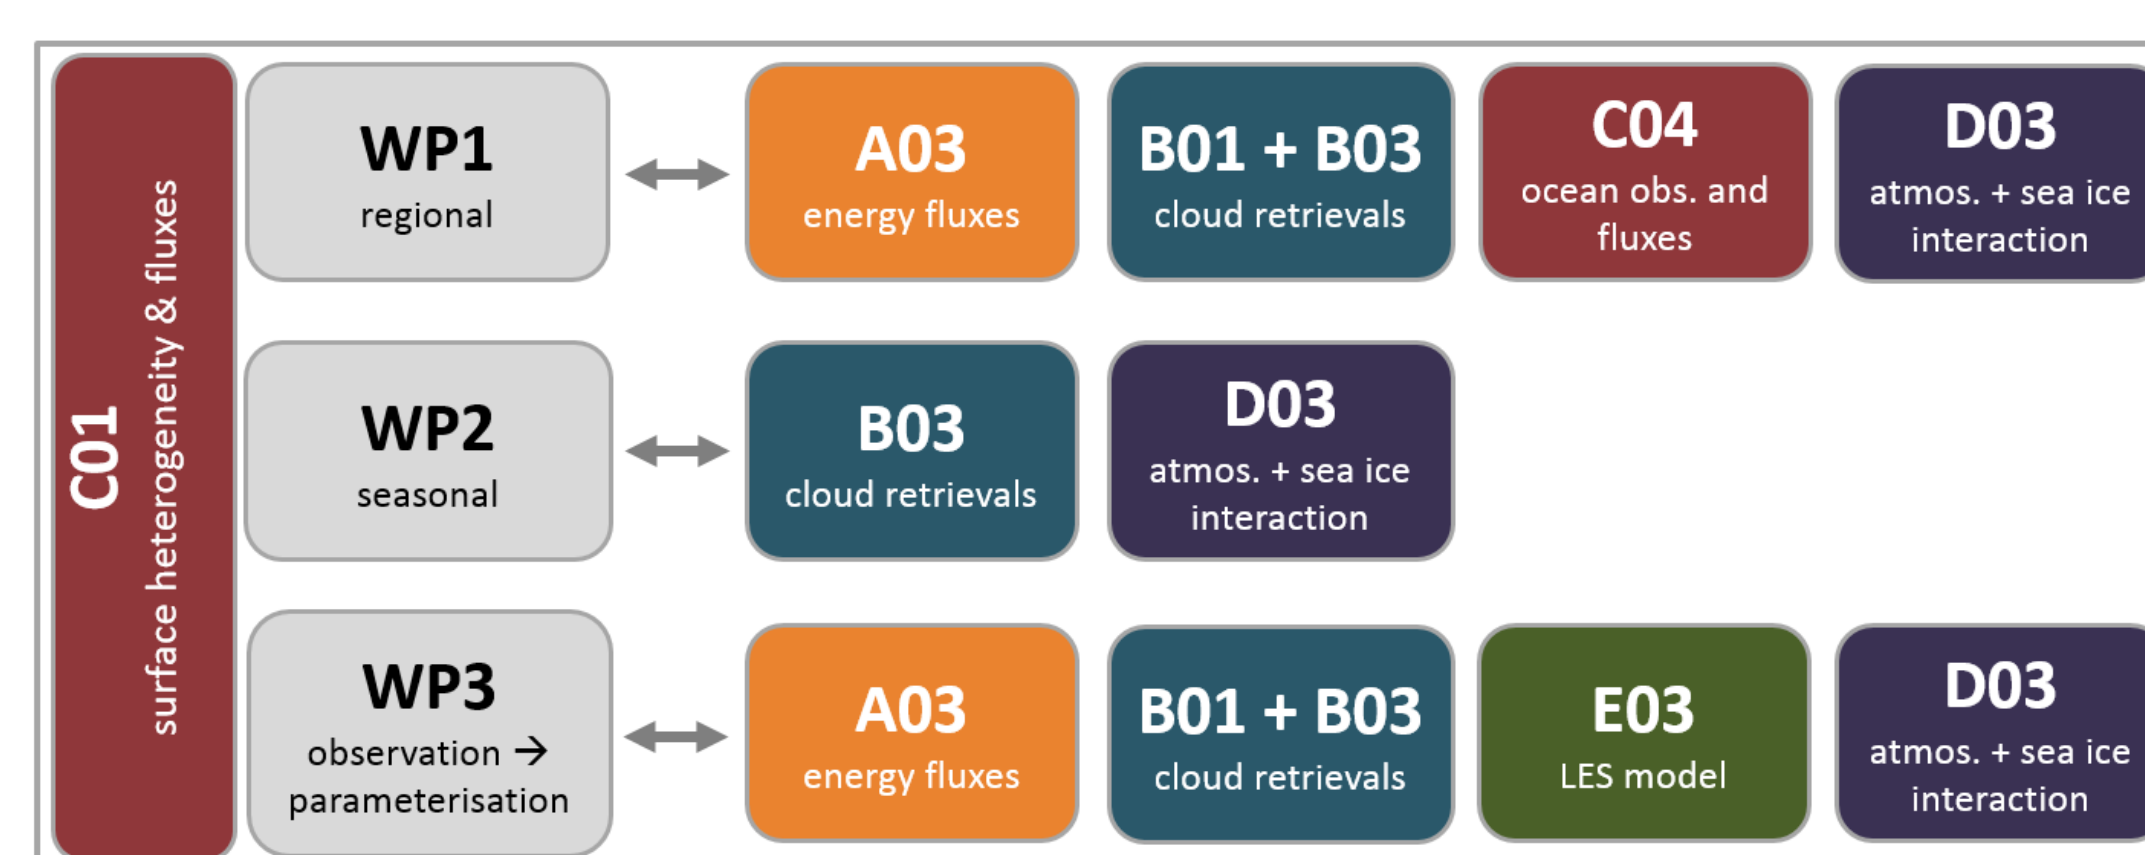 C01
surface heterogeneity & fluxes
WP1
regional
A03
energy fluxes
B01 + B03
cloud retrievals
C04
ocean obs. and
fluxes
D03
atmos. + sea ice
interaction
WP2
seasonal
B03
cloud retrievals
D03
atmos. + sea ice
interaction
WP3
observation →
parameterisation
A03
energy fluxes
B01 + B03
cloud retrievals
E03
LES model
D03
atmos. + sea ice
interaction